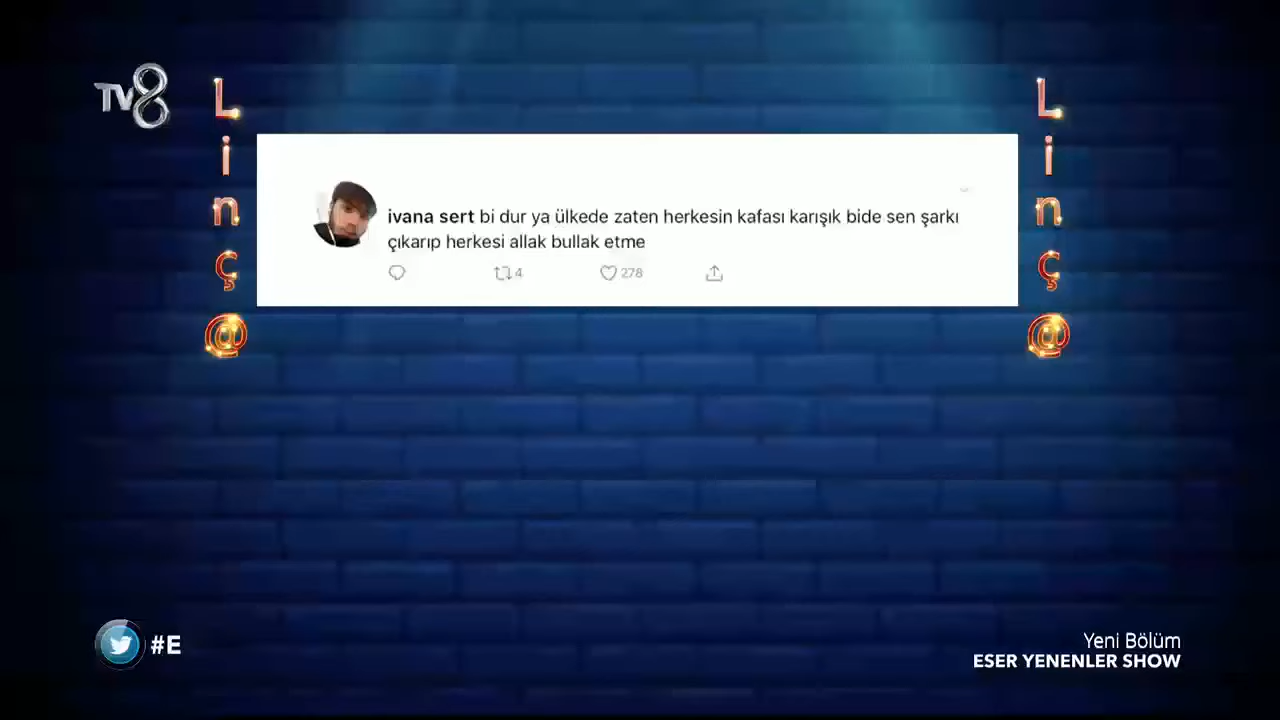 TV8
L
i
n
ç
@
L
i
n
ç
@
ivana sert bi dur ya ülkede zaten herkesin kafası karışık bide sen şarkı
çıkarıp herkesi allak bullak etme
4
278
#E
Yeni Bölüm
ESER YENENLER SHOW